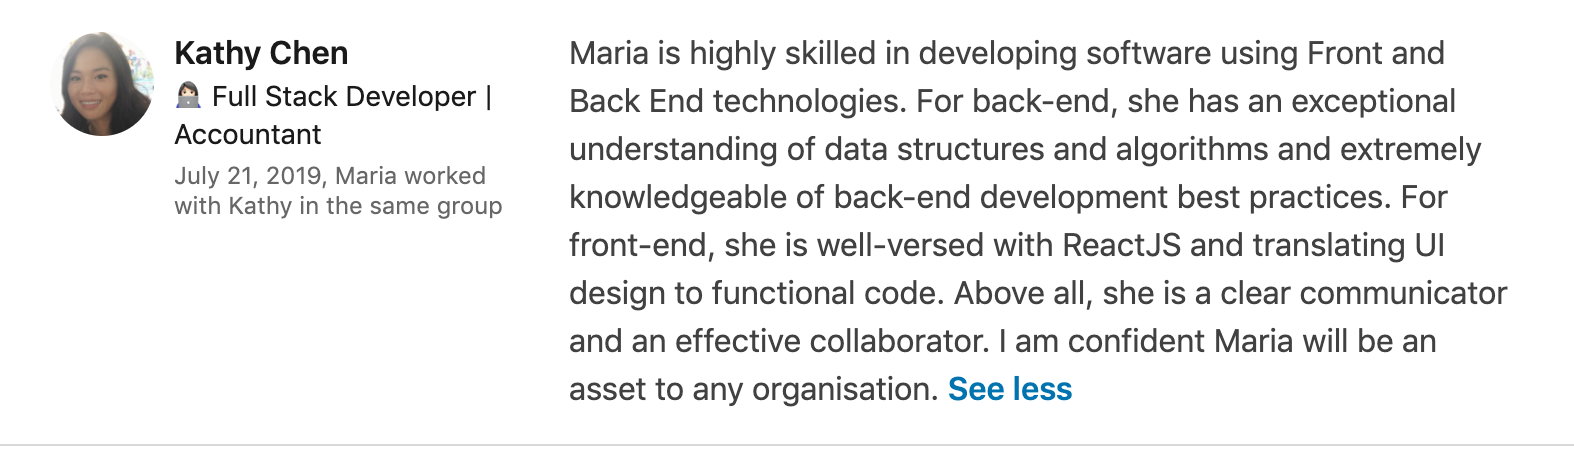 Kathy Chen
Full Stack Developer |
Accountant
July 21, 2019, Maria worked
with Kathy in the same group
Maria is highly skilled in developing software using Front and
Back End technologies. For back-end, she has an exceptional
understanding of data structures and algorithms and extremely
knowledgeable of back-end development best practices. For
front-end, she is well-versed with ReactJS and translating UI
design to functional code. Above all, she is a clear communicator
and an effective collaborator. I am confident Maria will be an
asset to any organisation. See less